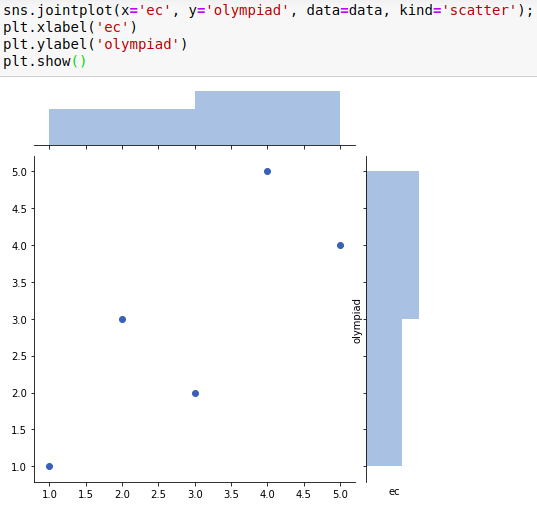 sns.jointplot(x='ec', y='olympiad', data=data, kind='scatter');
plt.xlabel('ec')
plt.ylabel('olympiad')
plt.show()
5.0
4.5
4.0
3.5
3.0
2.5
2.0
1.5
1.0
1.0 1.5 2.0 2.5 3.0 3.5 4.0 4.5 5.0
olympiad
ec